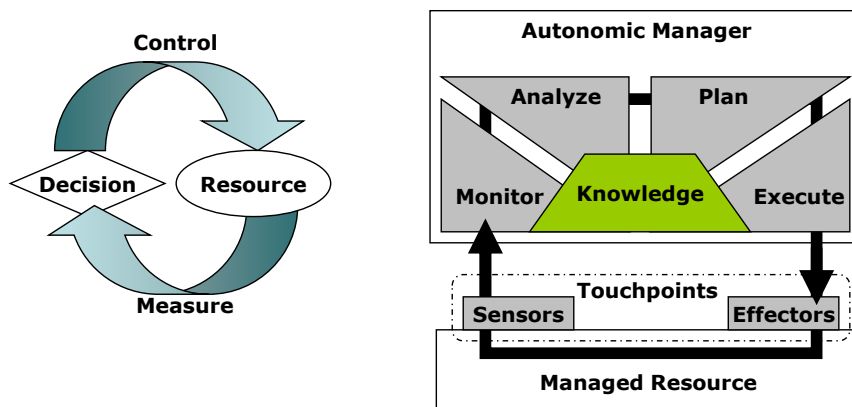 Control
Decision
Resource
Measure
Autonomic Manager
Analyze
Plan
Monitor
Knowledge
Execute
Touchpoints
Sensors
Effectors
Managed Resource